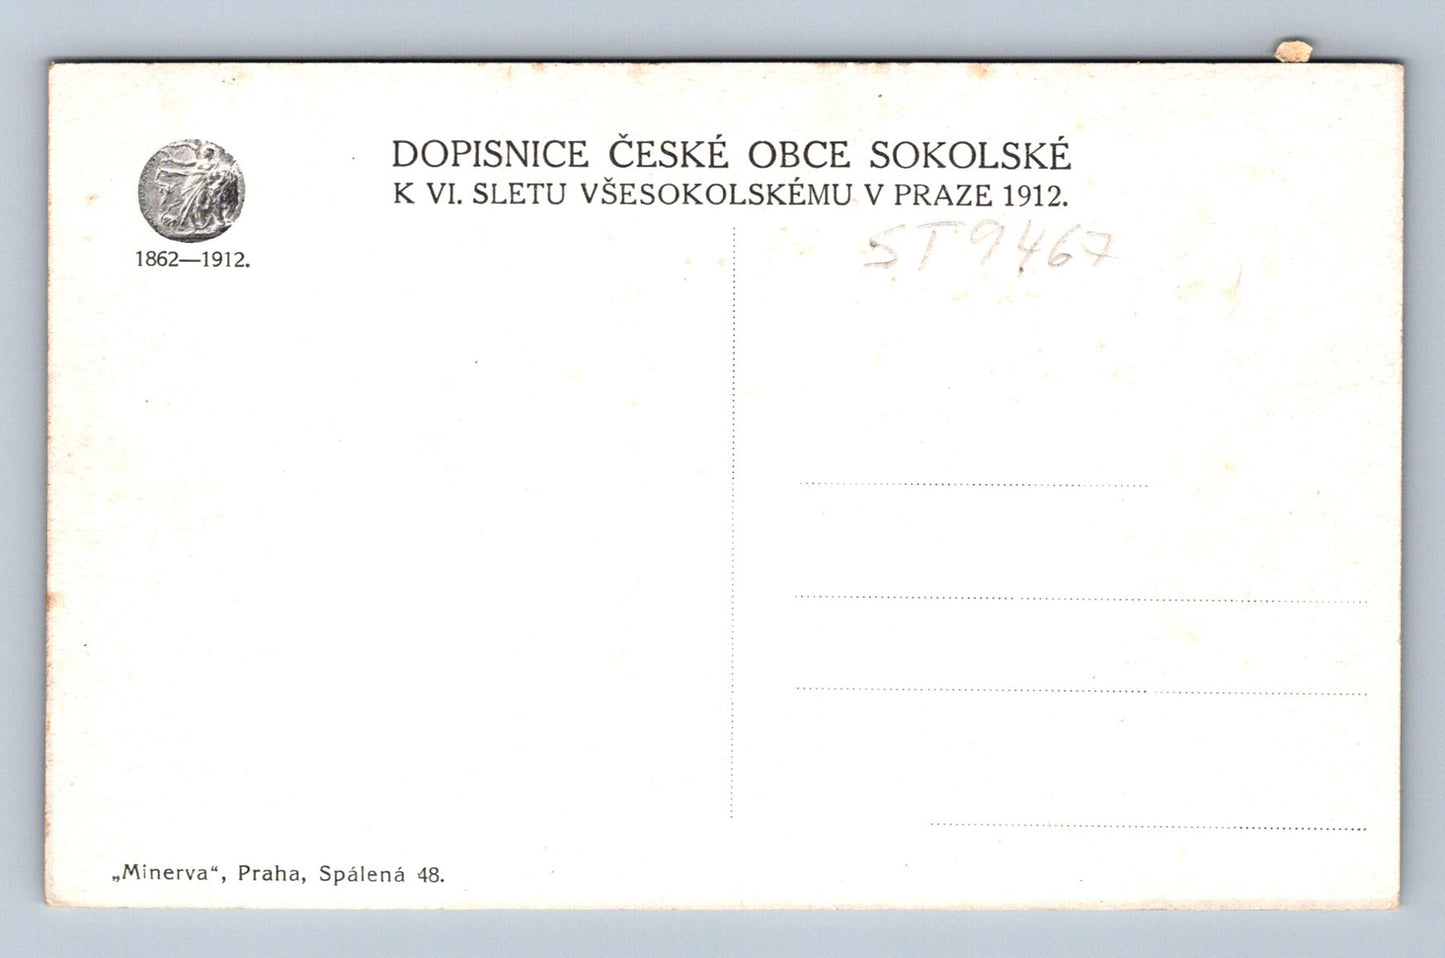 DOPISNICE ČESKÉ OBCE SOKOLSKÉ
K VI. SLETU VŠESOKOLSKÉMU V PRAZE 1912.
ST9467
1862—1912.
„Minerva“, Praha, Spálená 48.